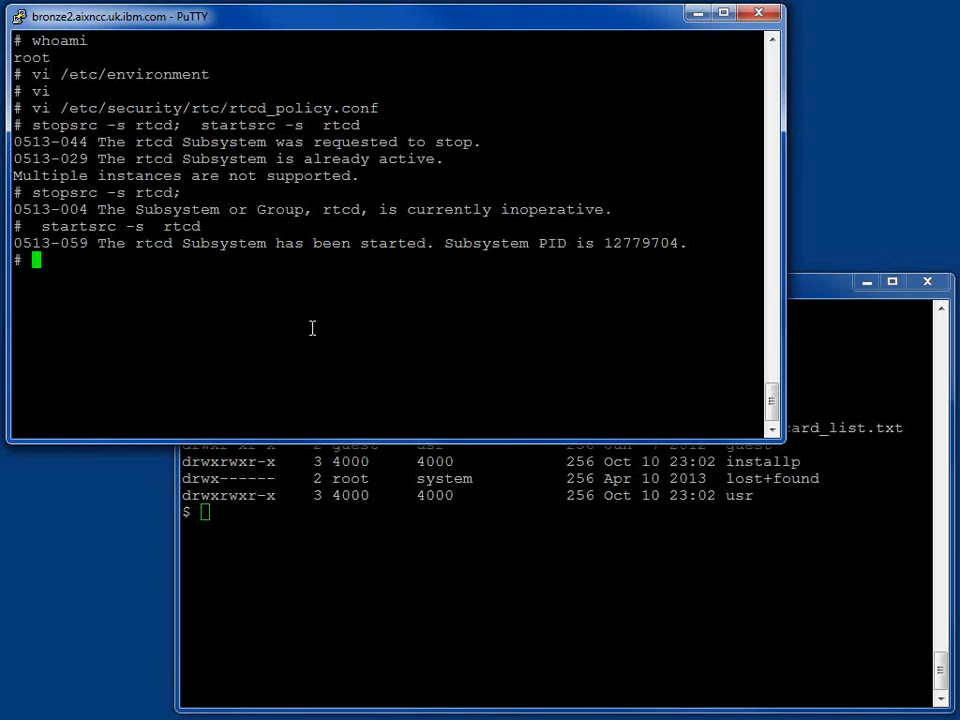 bronze2.aixncc.uk.ibm.com - PuTTY
# whoami
root
# vi /etc/environment
# vi
# vi /etc/security/rtc/rtcd_policy.conf
# stopsrc -s rtcd;  startsrc -s  rtcd
0513-044 The rtcd Subsystem was requested to stop.
0513-029 The rtcd Subsystem is already active.
Multiple instances are not supported.
# stopsrc -s rtcd;
0513-004 The Subsystem or Group, rtcd, is currently inoperative.
#  startsrc -s  rtcd
0513-059 The rtcd Subsystem has been started. Subsystem PID is 12779704.
#
card_list.txt
drwxrwxr-x    3 4000     4000            256 Oct 10 23:02 installp
drwx------    2 root     system          256 Apr 10 2013  lost+found
drwxrwxr-x    3 4000     4000            256 Oct 10 23:02 usr
$